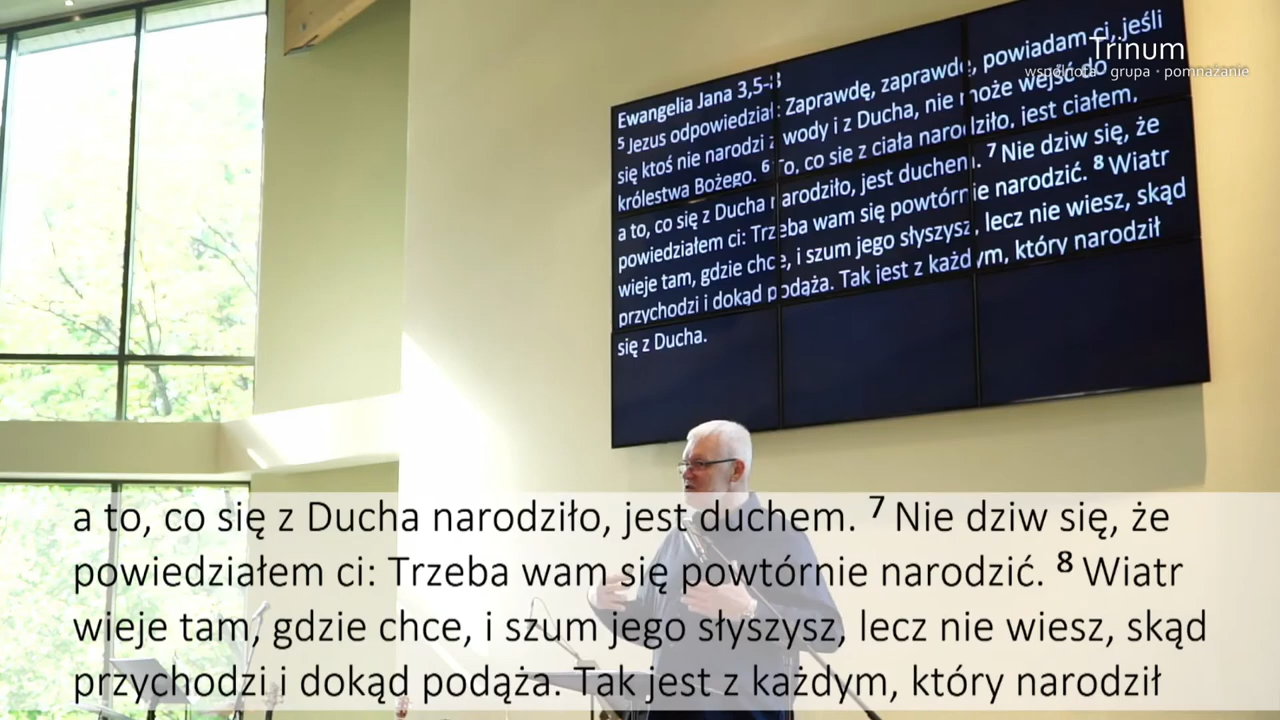 Trinum
wspólnota · grupa · pomnażanie
Ewangelia Jana 3,5-8
5 Jezus odpowiedział: Zaprawdę, zaprawdę, powiadam ci, jeśli
się ktoś nie narodzi z wody i z Ducha, nie może wejść do
królestwa Bożego. 6 To, co się z ciała narodziło, jest ciałem,
a to, co się z Ducha narodziło, jest duchem. 7 Nie dziw się, że
powiedziałem ci: Trzeba wam się powtórnie narodzić. 8 Wiatr
wieje tam, gdzie chce, i szum jego słyszysz, lecz nie wiesz, skąd
przychodzi i dokąd podąża. Tak jest z każdym, który narodził
się z Ducha.
a to, co się z Ducha narodziło, jest duchem. 7 Nie dziw się, że
powiedziałem ci: Trzeba wam się powtórnie narodzić. 8 Wiatr
wieje tam, gdzie chce, i szum jego słyszysz, lecz nie wiesz, skąd
przychodzi i dokąd podąża. Tak jest z każdym, który narodził